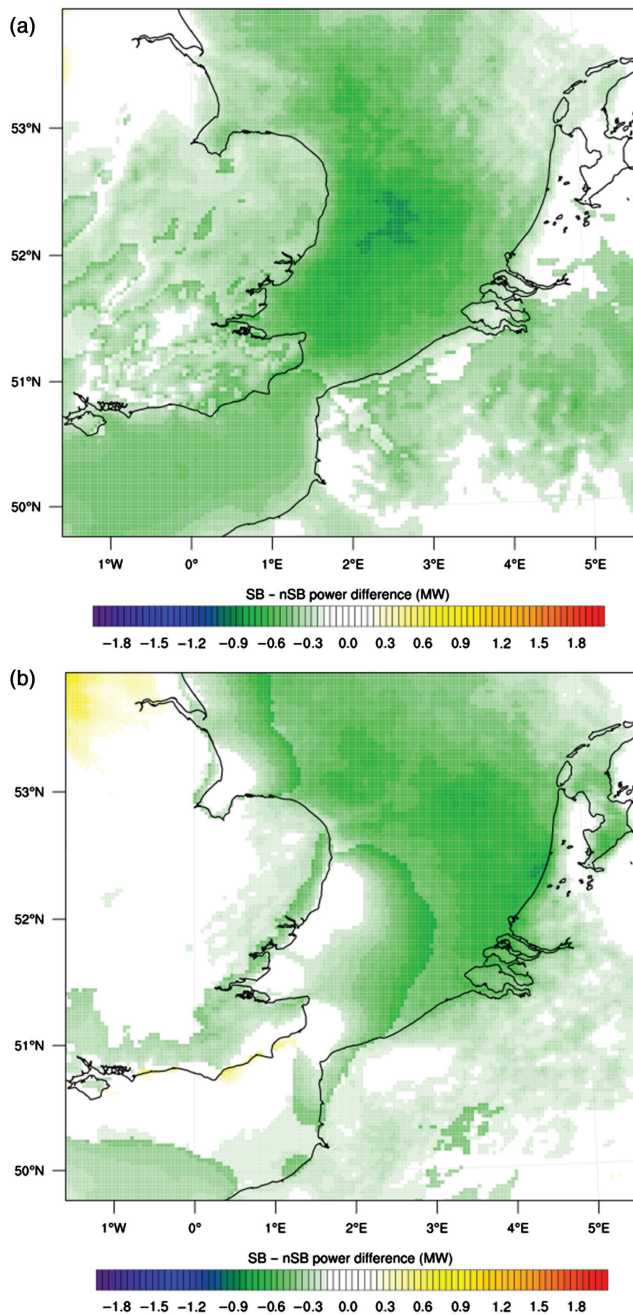 (a)
53°N
52°N
51°N
50°N
1°W 0° 1°E 2°E 3°E 4°E 5°E
SB – nSB power difference (MW)
−1.8 −1.5 −1.2 −0.9 −0.6 −0.3 0.0 0.3 0.6 0.9 1.2 1.5 1.8
(b)
53°N
52°N
51°N
50°N
1°W 0° 1°E 2°E 3°E 4°E 5°E
SB – nSB power difference (MW)
−1.8 −1.5 −1.2 −0.9 −0.6 −0.3 0.0 0.3 0.6 0.9 1.2 1.5 1.8